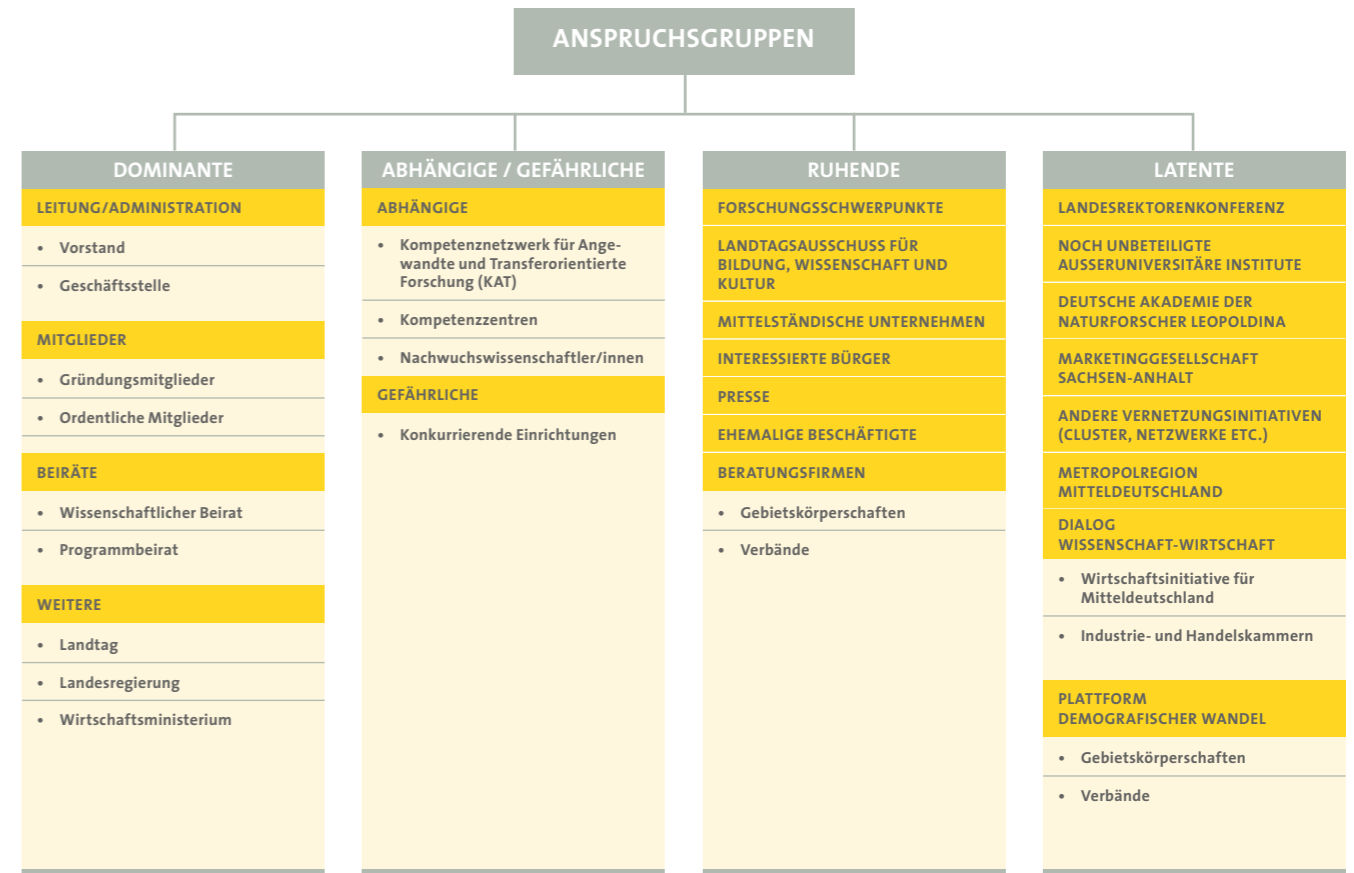 ANSPRUCHSGRUPPEN
DOMINANTE
LEITUNG/ADMINISTRATION
• Vorstand
• Geschäftsstelle
MITGLIEDER
• Gründungsmitglieder
• Ordentliche Mitglieder
BEIRÄTE
• Wissenschaftlicher Beirat
• Programmbeirat
WEITERE
• Landtag
• Landesregierung
• Wirtschaftsministerium
ABHÄNGIGE / GEFÄHRLICHE
ABHÄNGIGE
• Kompetenznetzwerk für Ange-
wandte und Transferorientierte
Forschung (KAT)
• Kompetenzzentren
• Nachwuchswissenschaftler/innen
GEFÄHRLICHE
• Konkurrierende Einrichtungen
RUHENDE
FORSCHUNGSSCHWERPUNKTE
LANDTAGSAUSSCHUSS FÜR
BILDUNG, WISSENSCHAFT UND
KULTUR
MITTELSTÄNDISCHE UNTERNEHMEN
INTERESSIERTE BÜRGER
PRESSE
EHEMALIGE BESCHÄFTIGTE
BERATUNGSFIRMEN
• Gebietskörperschaften
• Verbände
LATENTE
LANDESREKTORENKONFERENZ
NOCH UNBETEILIGTE
AUSSERUNIVERSITÄRE INSTITUTE
DEUTSCHE AKADEMIE DER
NATURFORSCHER LEOPOLDINA
MARKETINGGESELLSCHAFT
SACHSEN-ANHALT
ANDERE VERNETZUNGSINITIATIVEN
(CLUSTER, NETZWERKE ETC.)
METROPOLREGION
MITTELDEUTSCHLAND
DIALOG
WISSENSCHAFT-WIRTSCHAFT
• Wirtschaftsinitiative für
Mitteldeutschland
• Industrie- und Handelskammern
PLATTFORM
DEMOGRAFISCHER WANDEL
• Gebietskörperschaften
• Verbände